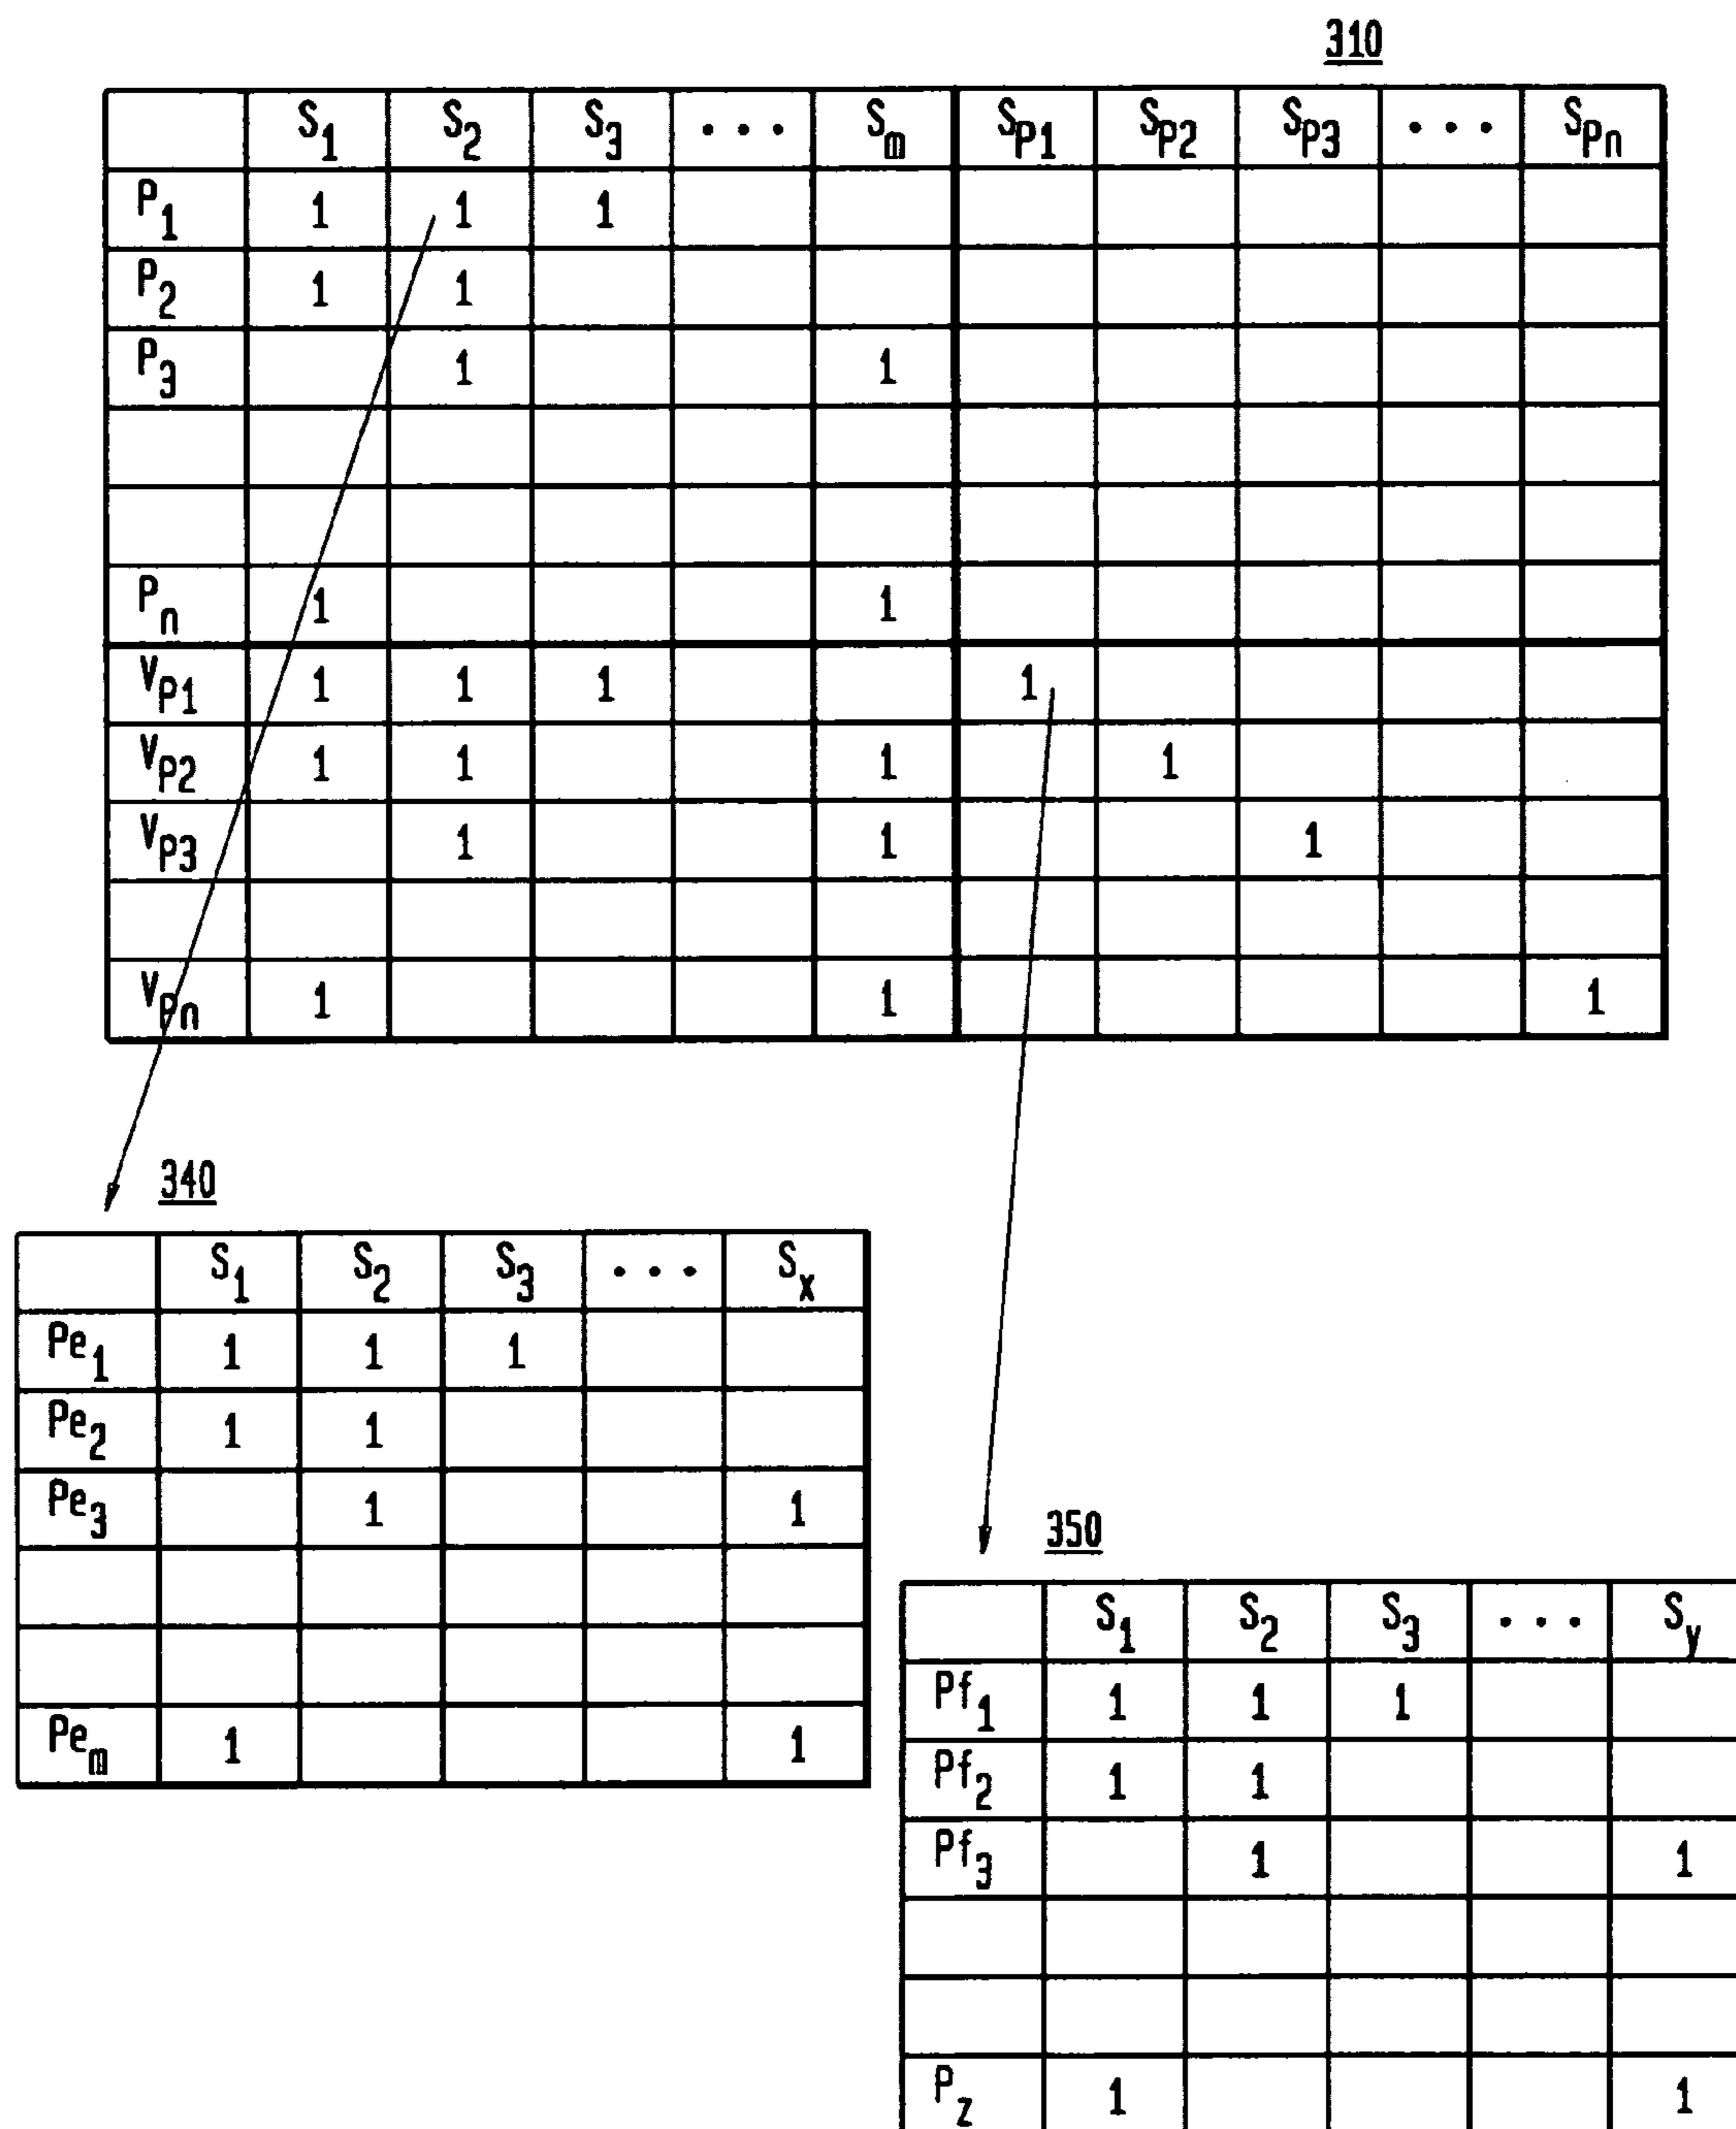 310
S1 S2 S3 ... Sm SP1 SP2 SP3 ... SPn
P1 1 1 1
P2 1 1
P3 1 1
Pn 1 1
VP1 1 1 1 1
VP2 1 1 1 1
VP3 1 1 1
VPn 1 1 1
340
S1 S2 S3 ... Sx
Pe1 1 1 1
Pe2 1 1
Pe3 1 1
Pem 1 1
350
S1 S2 S3 ... Sy
Pf1 1 1 1
Pf2 1 1
Pf3 1 1
Pz 1 1